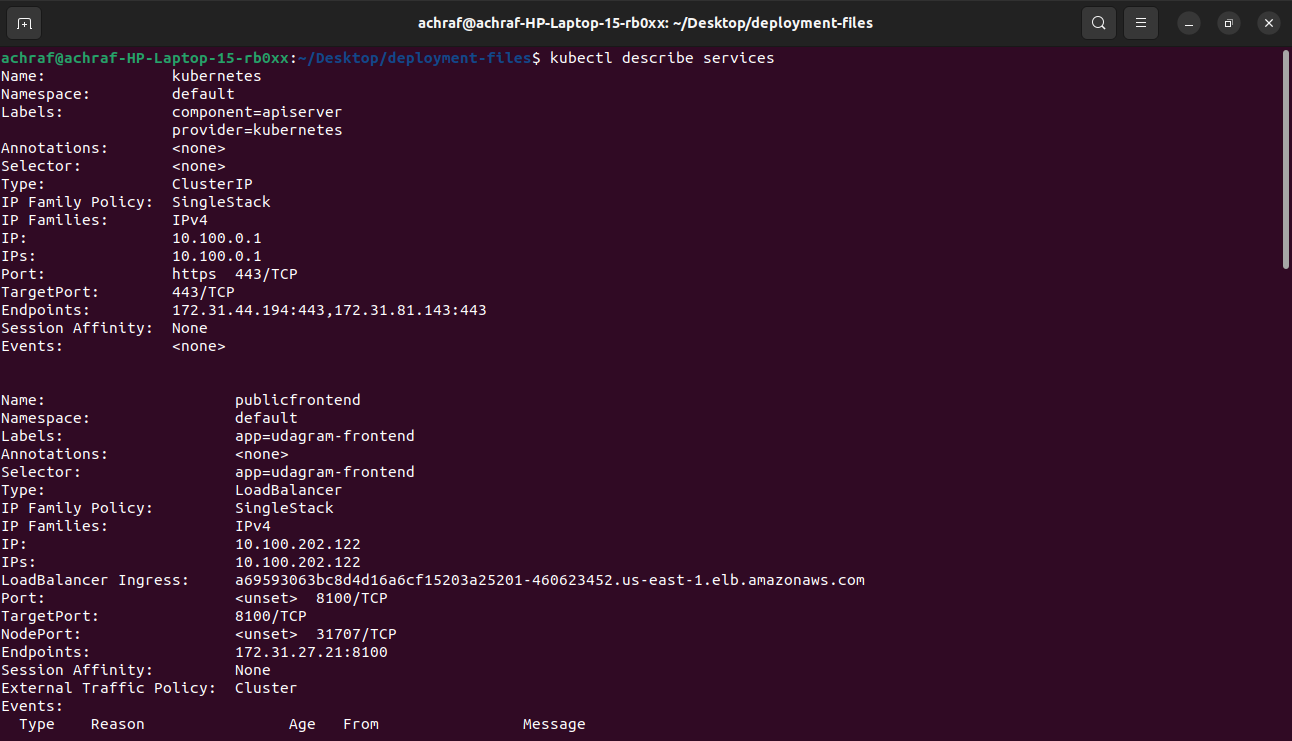 achraf@achraf-HP-Laptop-15-rb0xx: ~/Desktop/deployment-files
achraf@achraf-HP-Laptop-15-rb0xx:~/Desktop/deployment-files$ kubectl describe services
Name:              kubernetes
Namespace:         default
Labels:            component=apiserver
                   provider=kubernetes
Annotations:       <none>
Selector:          <none>
Type:              ClusterIP
IP Family Policy:  SingleStack
IP Families:       IPv4
IP:                10.100.0.1
IPs:               10.100.0.1
Port:              https  443/TCP
TargetPort:        443/TCP
Endpoints:         172.31.44.194:443,172.31.81.143:443
Session Affinity:  None
Events:            <none>
Name:                     publicfrontend
Namespace:                default
Labels:                   app=udagram-frontend
Annotations:              <none>
Selector:                 app=udagram-frontend
Type:                     LoadBalancer
IP Family Policy:         SingleStack
IP Families:              IPv4
IP:                       10.100.202.122
IPs:                      10.100.202.122
LoadBalancer Ingress:     a69593063bc8d4d16a6cf15203a25201-460623452.us-east-1.elb.amazonaws.com
Port:                     <unset>  8100/TCP
TargetPort:               8100/TCP
NodePort:                 <unset>  31707/TCP
Endpoints:                172.31.27.21:8100
Session Affinity:         None
External Traffic Policy:  Cluster
Events:
  Type    Reason                Age   From                Message